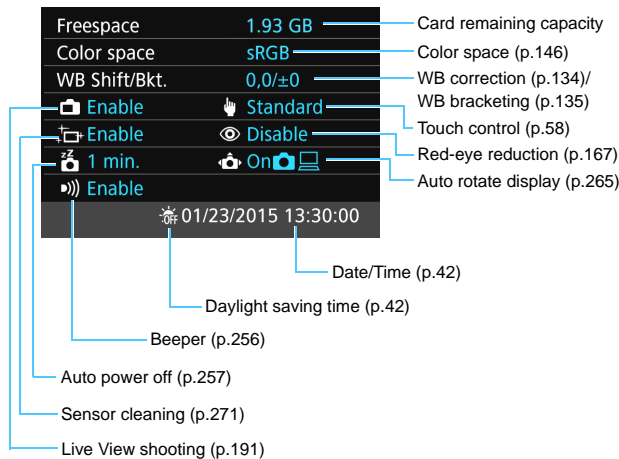 Freespace 1.93 GB Card remaining capacity
Color space sRGB Color space (p.146)
WB Shift/Bkt. 0,0/±0 WB correction (p.134)/
WB bracketing (p.135)
Enable Standard Touch control (p.58)
Enable Disable Red-eye reduction (p.167)
zZ 1 min. On Auto rotate display (p.265)
Enable
OFF 01/23/2015 13:30:00
Date/Time (p.42)
Daylight saving time (p.42)
Beeper (p.256)
Auto power off (p.257)
Sensor cleaning (p.271)
Live View shooting (p.191)